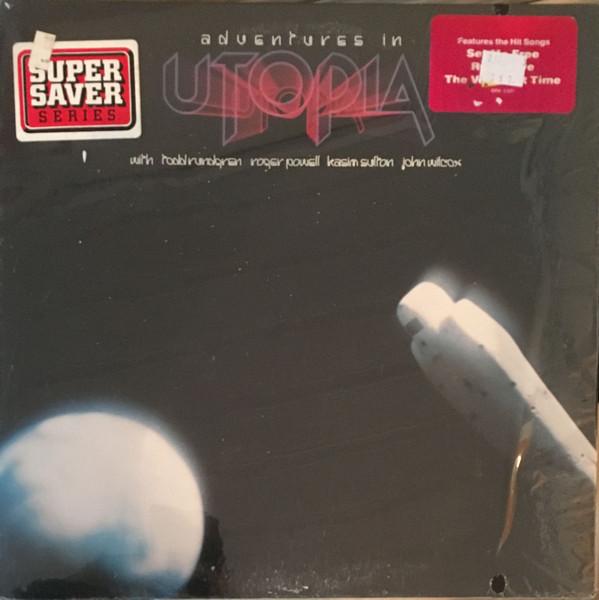 adventures in
UTOPIA
with todd rundgren roger powell kasim sulton john wilcox
SUPER
SAVER
SERIES
Features the Hit Songs
Free
The Time